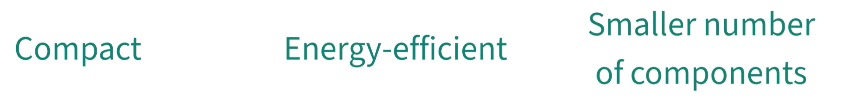 Compact
Energy-efficient
Smaller number
of components